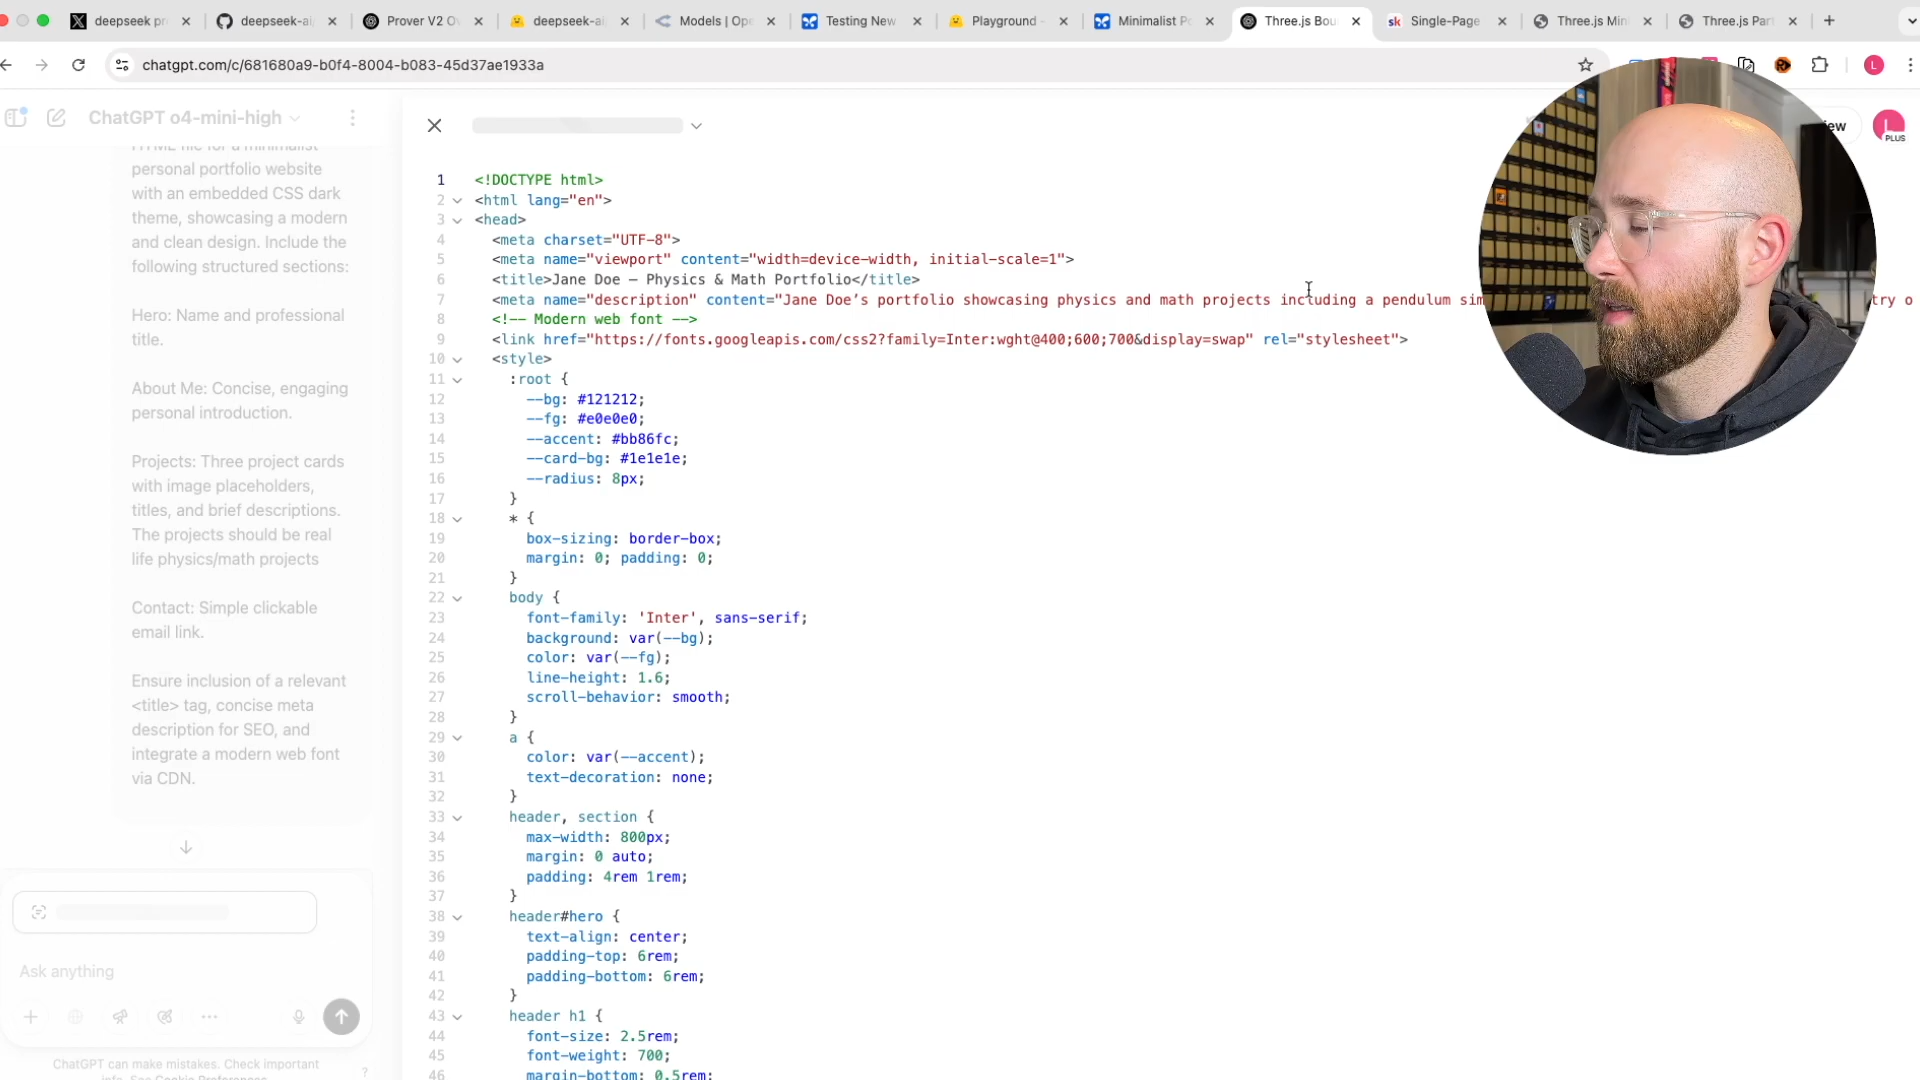 deepseek pr
deepseek-ai
Prover V2 O
deepseek-ai
Models | Ope
Testing New
Playground -
Minimalist Po
Three.js Bou
Single-Page
Three.js Min
Three.js Part
chatgpt.com/c/681680a9-b0f4-8004-b083-45d37ae1933a
L
ChatGPT o4-mini-high
PLUS
HTML file for a minimalist
personal portfolio website
with an embedded CSS dark
theme, showcasing a modern
and clean design. Include the
following structured sections:
Hero: Name and professional
title.
About Me: Concise, engaging
personal introduction.
Projects: Three project cards
with image placeholders,
titles, and brief descriptions.
The projects should be real
life physics/math projects
Contact: Simple clickable
email link.
Ensure inclusion of a relevant
<title> tag, concise meta
description for SEO, and
integrate a modern web font
via CDN.
Ask anything
ChatGPT can make mistakes. Check important
info. See Cookie Preferences.
?
1 <!DOCTYPE html>
2 <html lang="en">
3 <head>
4 <meta charset="UTF-8">
5 <meta name="viewport" content="width=device-width, initial-scale=1">
6 <title>Jane Doe – Physics & Math Portfolio</title>
7 <meta name="description" content="Jane Doe’s portfolio showcasing physics and math projects including a pendulum sim try o
8 <!-- Modern web font -->
9 <link href="https://fonts.googleapis.com/css2?family=Inter:wght@400;600;700&display=swap" rel="stylesheet">
10 <style>
11 :root {
12 --bg: #121212;
13 --fg: #e0e0e0;
14 --accent: #bb86fc;
15 --card-bg: #1e1e1e;
16 --radius: 8px;
17 }
18 * {
19 box-sizing: border-box;
20 margin: 0; padding: 0;
21 }
22 body {
23 font-family: 'Inter', sans-serif;
24 background: var(--bg);
25 color: var(--fg);
26 line-height: 1.6;
27 scroll-behavior: smooth;
28 }
29 a {
30 color: var(--accent);
31 text-decoration: none;
32 }
33 header, section {
34 max-width: 800px;
35 margin: 0 auto;
36 padding: 4rem 1rem;
37 }
38 header#hero {
39 text-align: center;
40 padding-top: 6rem;
41 padding-bottom: 6rem;
42 }
43 header h1 {
44 font-size: 2.5rem;
45 font-weight: 700;
46 margin-bottom: 0.5rem;